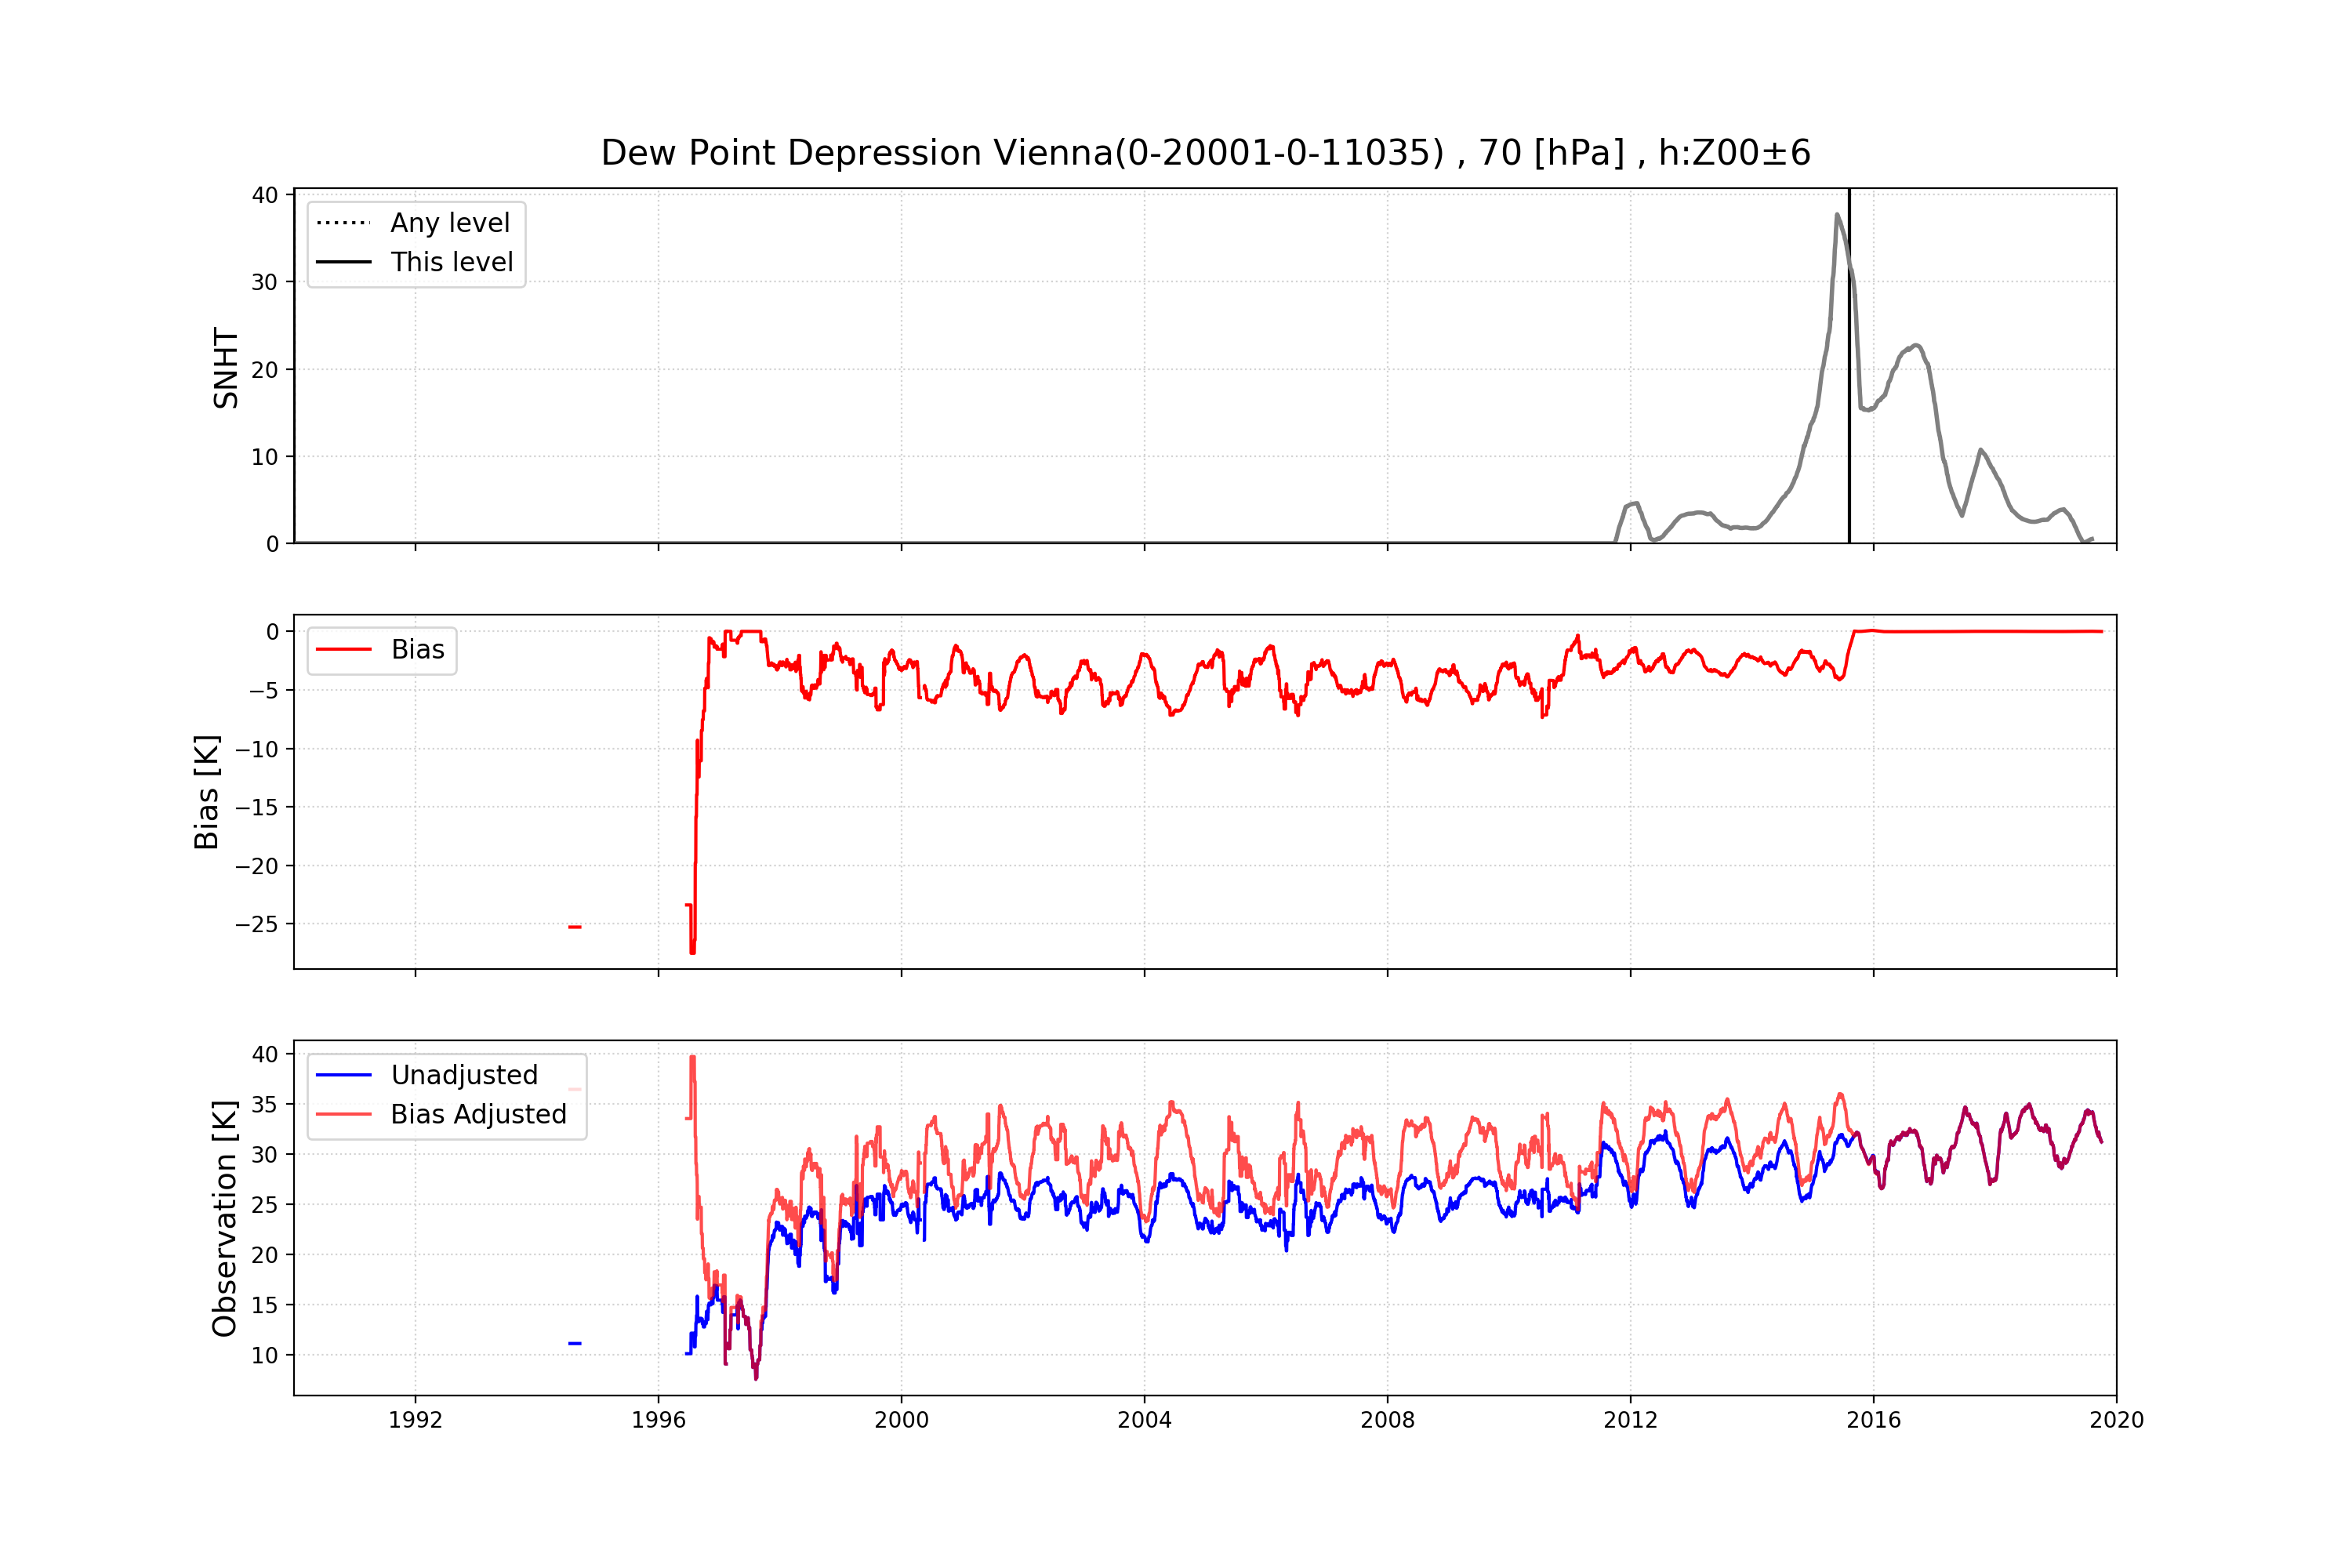 Dew Point Depression Vienna(0-20001-0-11035) , 70 [hPa] , h:Z00±6
SNHT
40
30
20
10
0
Any level
This level
Bias [K]
0
−5
−10
−15
−20
−25
Bias
Observation [K]
40
35
30
25
20
15
10
Unadjusted
Bias Adjusted
1992 1996 2000 2004 2008 2012 2016 2020